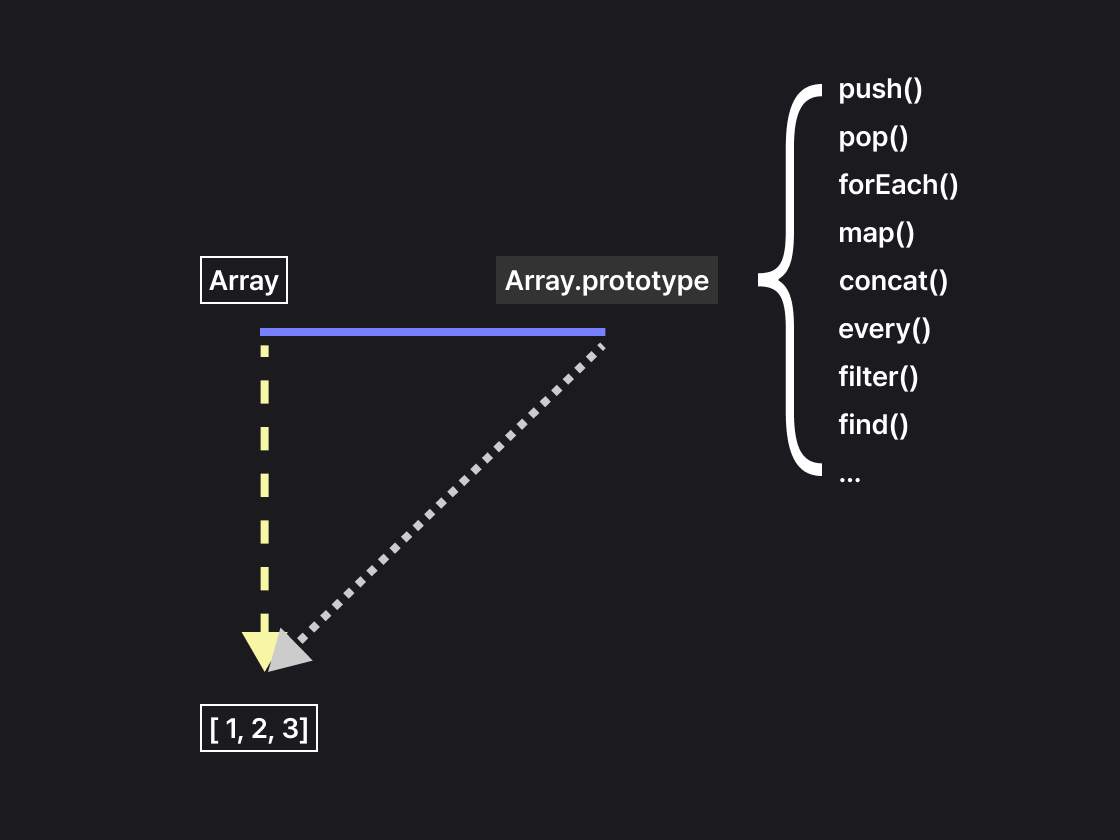 Array
Array.prototype
push()
pop()
forEach()
map()
concat()
every()
filter()
find()
...
[ 1, 2, 3]